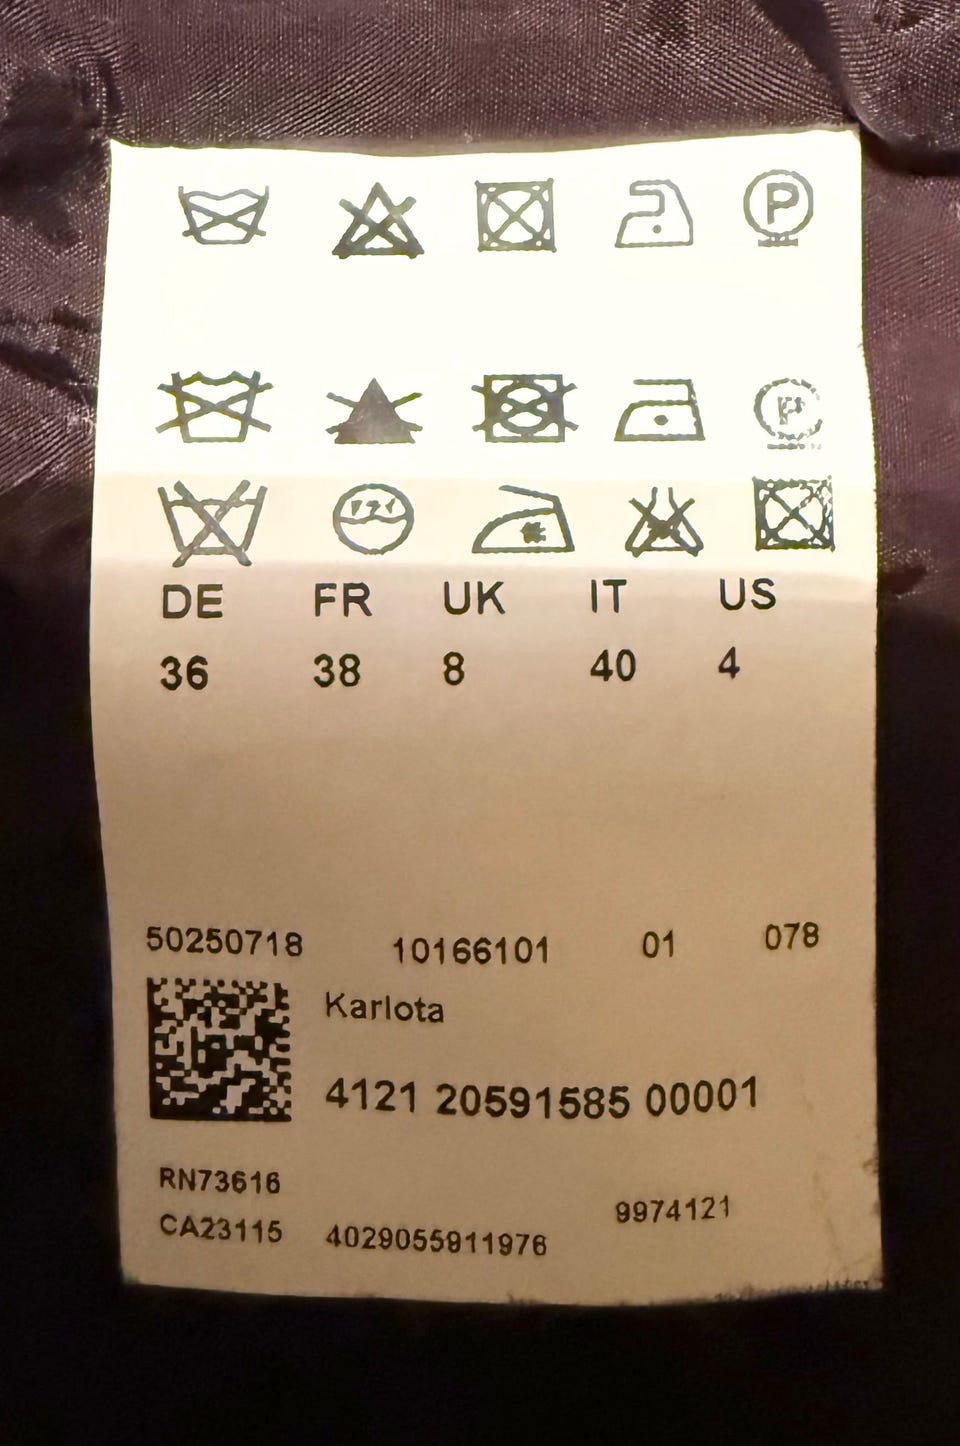 P
P
DE FR UK IT US
36 38 8 40 4
50250718 10166101 01 078
Karlota
4121 20591585 00001
RN73616
9974121
CA23115 4029055911976